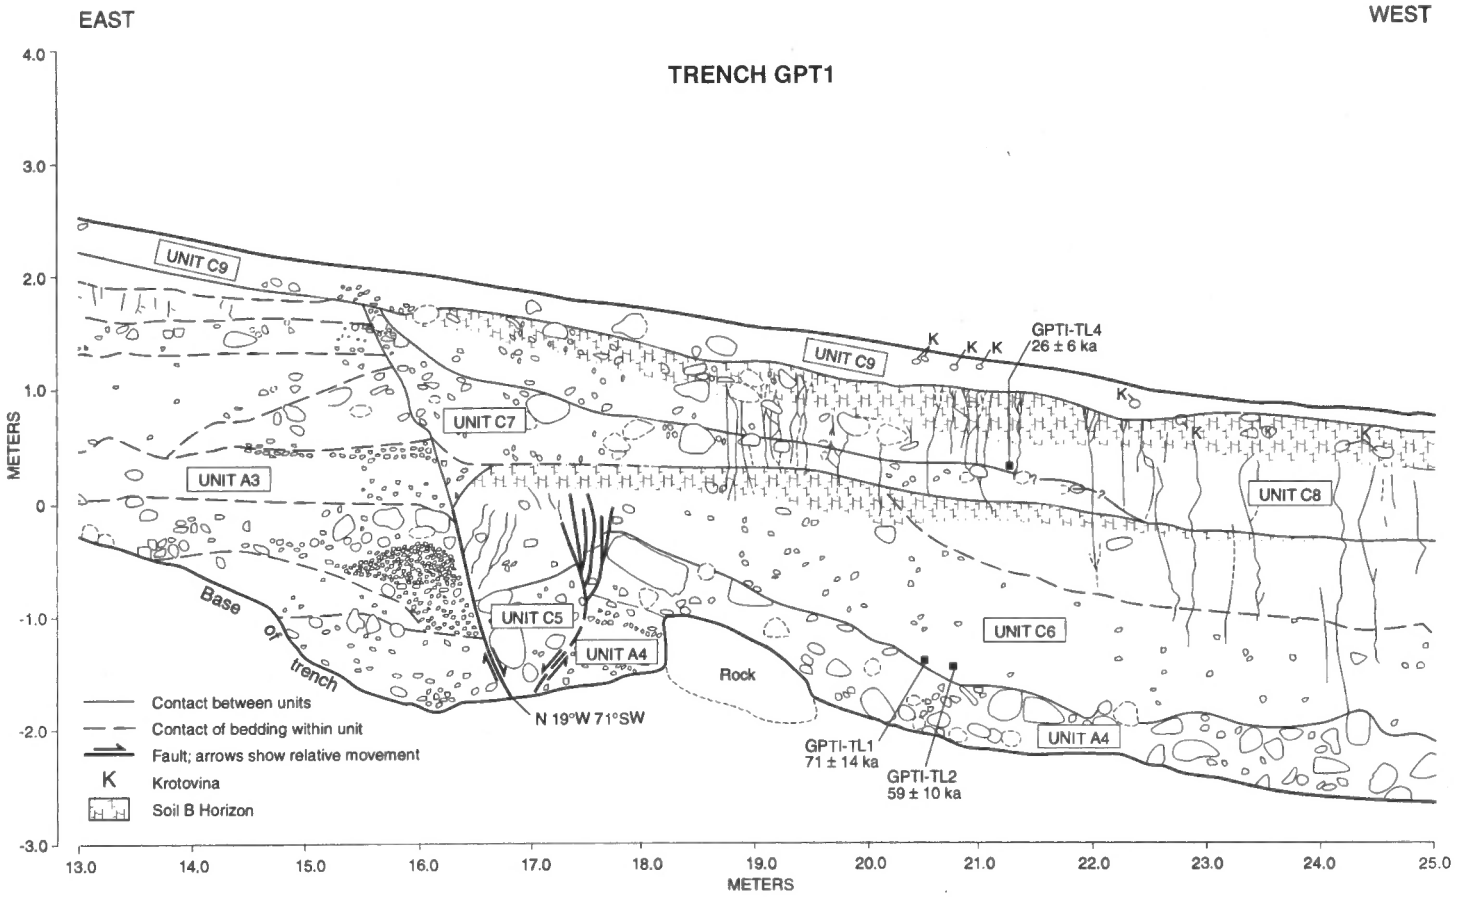 EAST
WEST
TRENCH GPT1
4.0
3.0
2.0
1.0
0
-1.0
-2.0
-3.0
METERS
UNIT C9
GPTI-TL4
26 ± 6 ka
K
K
K
UNIT C9
K
UNIT C7
K
K
K
UNIT A3
UNIT C8
?
?
Base of trench
UNIT C5
UNIT C6
UNIT A4
Rock
N 19°W 71°SW
GPTI-TL1
71 ± 14 ka
GPTI-TL2
59 ± 10 ka
UNIT A4
Contact between units
Contact of bedding within unit
Fault; arrows show relative movement
K Krotovina
Soil B Horizon
13.0 14.0 15.0 16.0 17.0 18.0 19.0 20.0 21.0 22.0 23.0 24.0 25.0
METERS